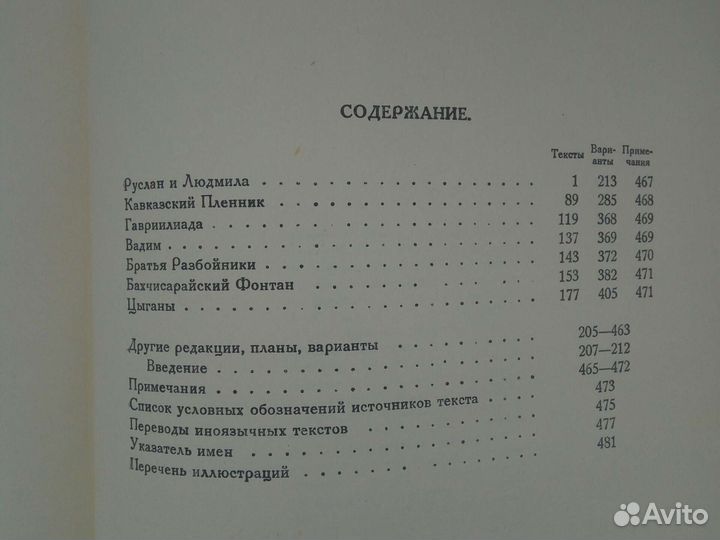 СОДЕРЖАНИЕ.
Тексты Вари-анты Приме-чания
Руслан и Людмила . . . . . . . . . . . . . . . 1 213 467
Кавказский Пленник . . . . . . . . . . . . . . 89 285 468
Гавриилиада . . . . . . . . . . . . . . . . . 119 368 469
Вадим . . . . . . . . . . . . . . . . . . . . 137 369 469
Братья Разбойники . . . . . . . . . . . . . . 143 372 470
Бахчисарайский Фонтан . . . . . . . . . . . . 153 382 471
Цыганы . . . . . . . . . . . . . . . . . . . 177 405 471
Другие редакции, планы, варианты . . . . . . . 205—463
Введение . . . . . . . . . . . . . . . . . . 207—212
Примечания . . . . . . . . . . . . . . . . . 465—472
Список условных обозначений источников текста . . . 473
Переводы иноязычных текстов . . . . . . . . . 475
Указатель имен . . . . . . . . . . . . . . . 477
Перечень иллюстраций . . . . . . . . . . . . 481
Avito